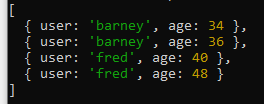 [
  { user: 'barney', age: 34 },
  { user: 'barney', age: 36 },
  { user: 'fred', age: 40 },
  { user: 'fred', age: 48 }
]